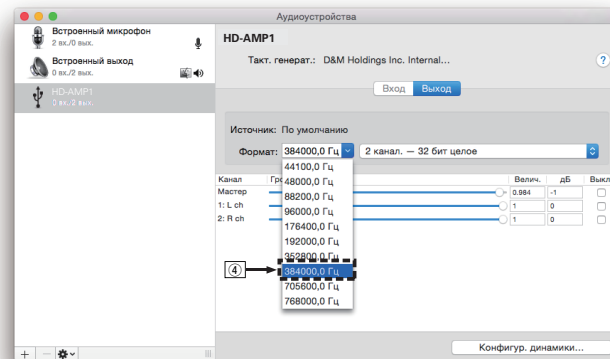 Аудиоустройства
Встроенный микрофон
2 вх./0 вых.
Встроенный выход
0 вх./2 вых.
HD-AMP1
0 вх./2 вых.
HD-AMP1
Такт. генерат.: D&M Holdings Inc. Internal...
?
Вход Выход
Источник: По умолчанию
Формат: 384000,0 Гц 2 канал. — 32 бит целое
44100,0 Гц
48000,0 Гц
88200,0 Гц
96000,0 Гц
176400,0 Гц
192000,0 Гц
352800,0 Гц
④ 384000,0 Гц
705600,0 Гц
768000,0 Гц
Канал Гро Велич. дБ Выкл
Мастер 0.984 -1
1: L ch 1 0
2: R ch 1 0
Конфигур. динамики...